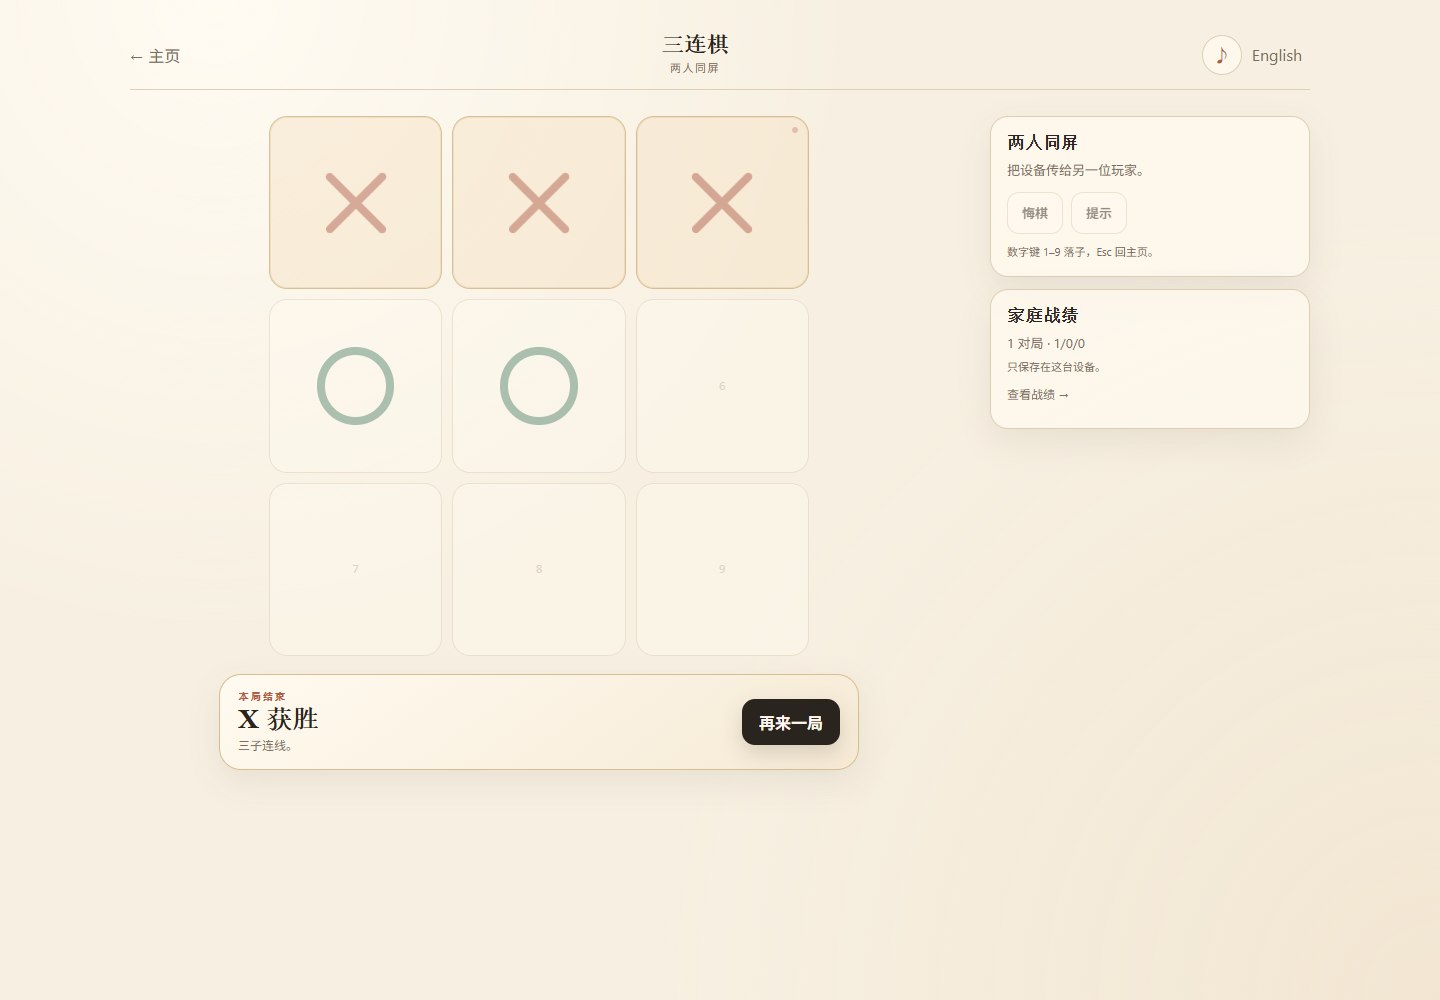 ← 主页
三连棋
两人同屏
♪ English
6
7 8 9
本局结束
X 获胜
三子连线。
再来一局
两人同屏
把设备传给另一位玩家。
悔棋 提示
数字键 1–9 落子，Esc 回主页。
家庭战绩
1 对局 · 1/0/0
只保存在这台设备。
查看战绩 →